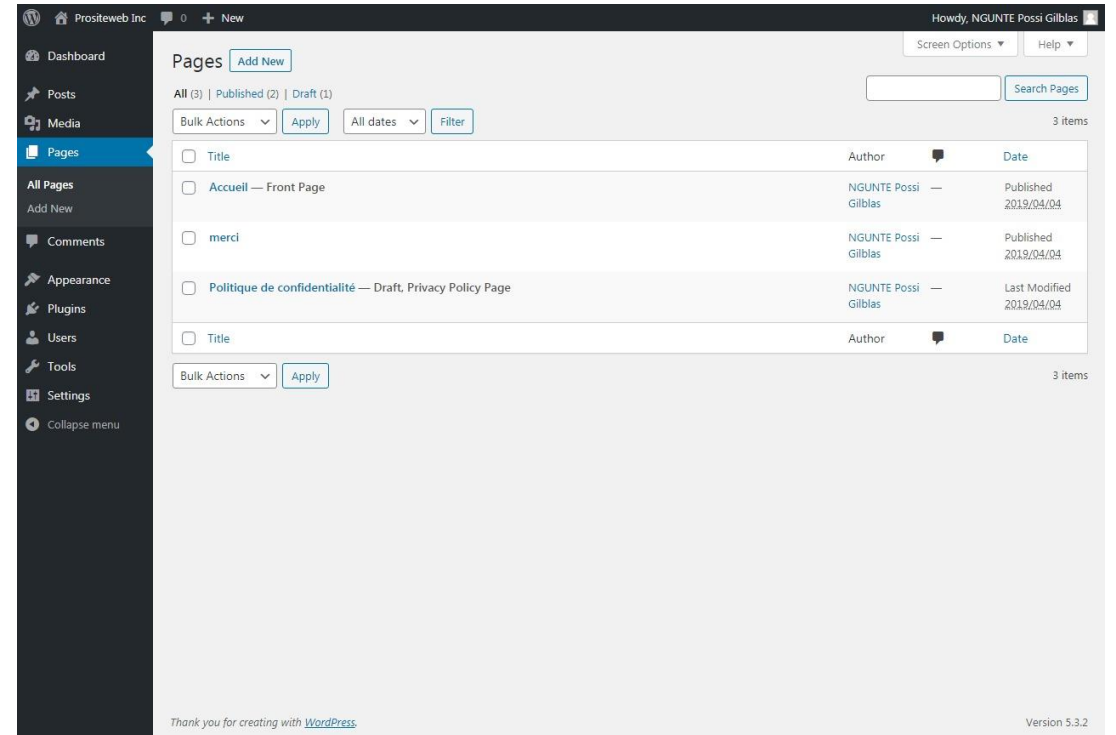 Prositeweb Inc 0 + New Howdy, NGUNTE Possi Gilblas
Dashboard
Posts
Media
Pages
All Pages
Add New
Comments
Appearance
Plugins
Users
Tools
Settings
Collapse menu
Screen Options ▼ Help ▼
Pages Add New
All (3) | Published (2) | Draft (1)
Search Pages
Bulk Actions Apply All dates Filter 3 items
Title Author Date
Accueil — Front Page NGUNTE Possi — Published
Gilblas 2019/04/04
merci NGUNTE Possi — Published
Gilblas 2019/04/04
Politique de confidentialité — Draft, Privacy Policy Page NGUNTE Possi — Last Modified
Gilblas 2019/04/04
Title Author Date
Bulk Actions Apply 3 items
Thank you for creating with WordPress. Version 5.3.2